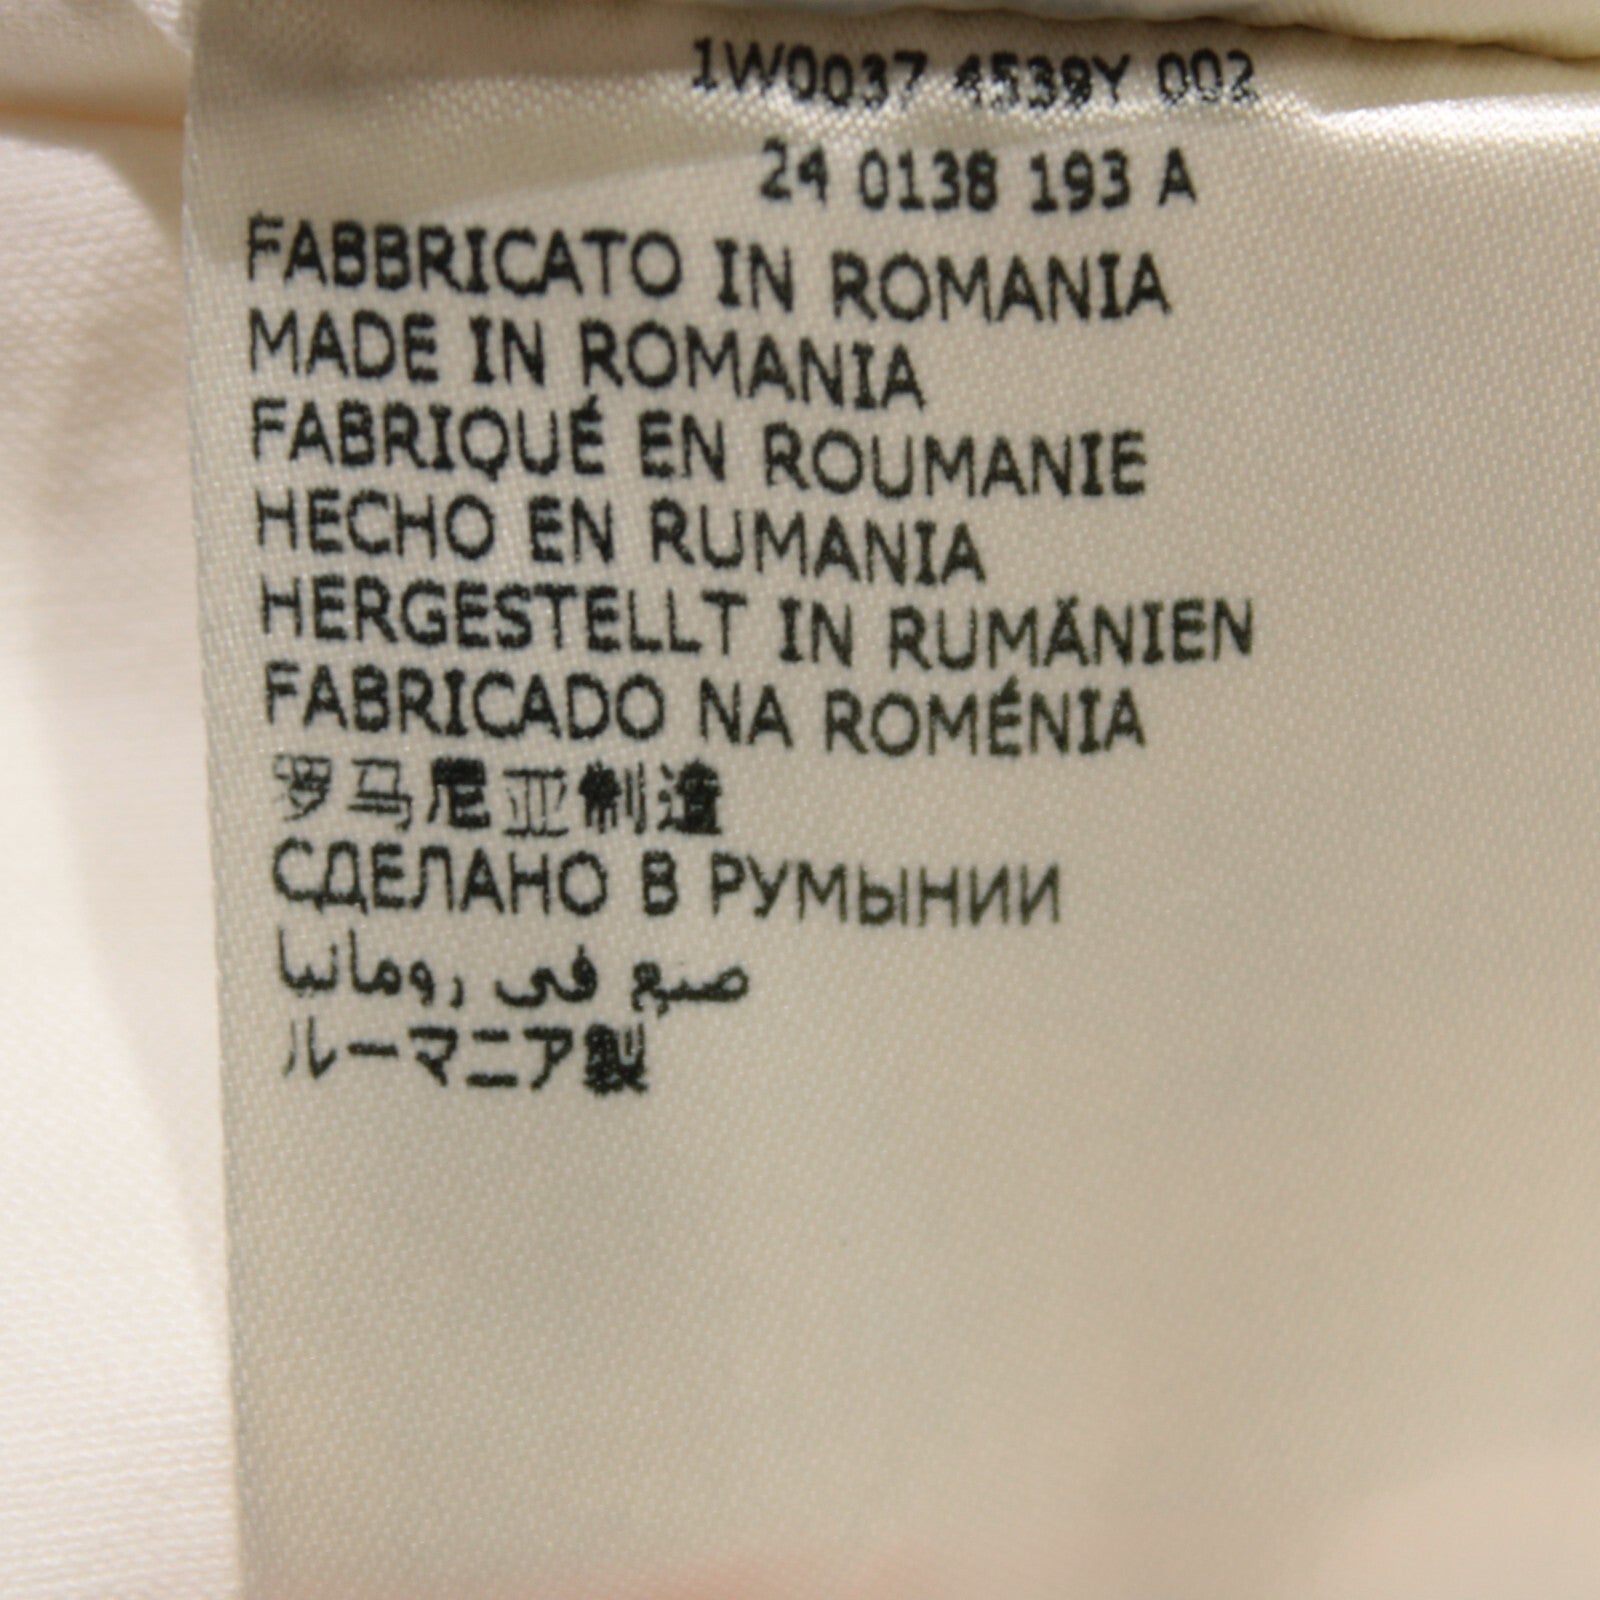 1W0037 4539Y 002
24 0138 193 A
FABBRICATO IN ROMANIA
MADE IN ROMANIA
FABRIQUÉ EN ROUMANIE
HECHO EN RUMANIA
HERGESTELLT IN RUMÄNIEN
FABRICADO NA ROMÉNIA
罗马尼亚制造
СДЕЛАНО В РУМЫНИИ
صنع في رومانيا
ルーマニア製